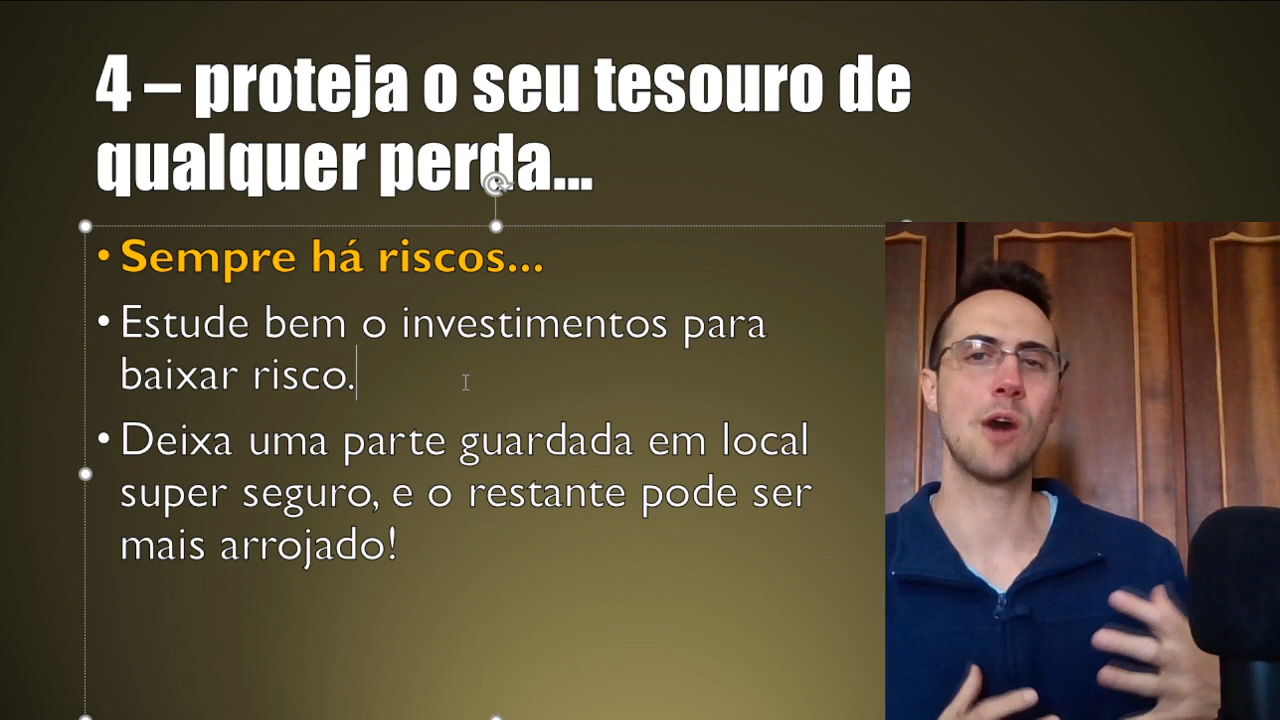 4 – proteja o seu tesouro de
qualquer perda...
• Sempre há riscos...
• Estude bem o investimentos para
baixar risco.
• Deixa uma parte guardada em local
super seguro, e o restante pode ser
mais arrojado!